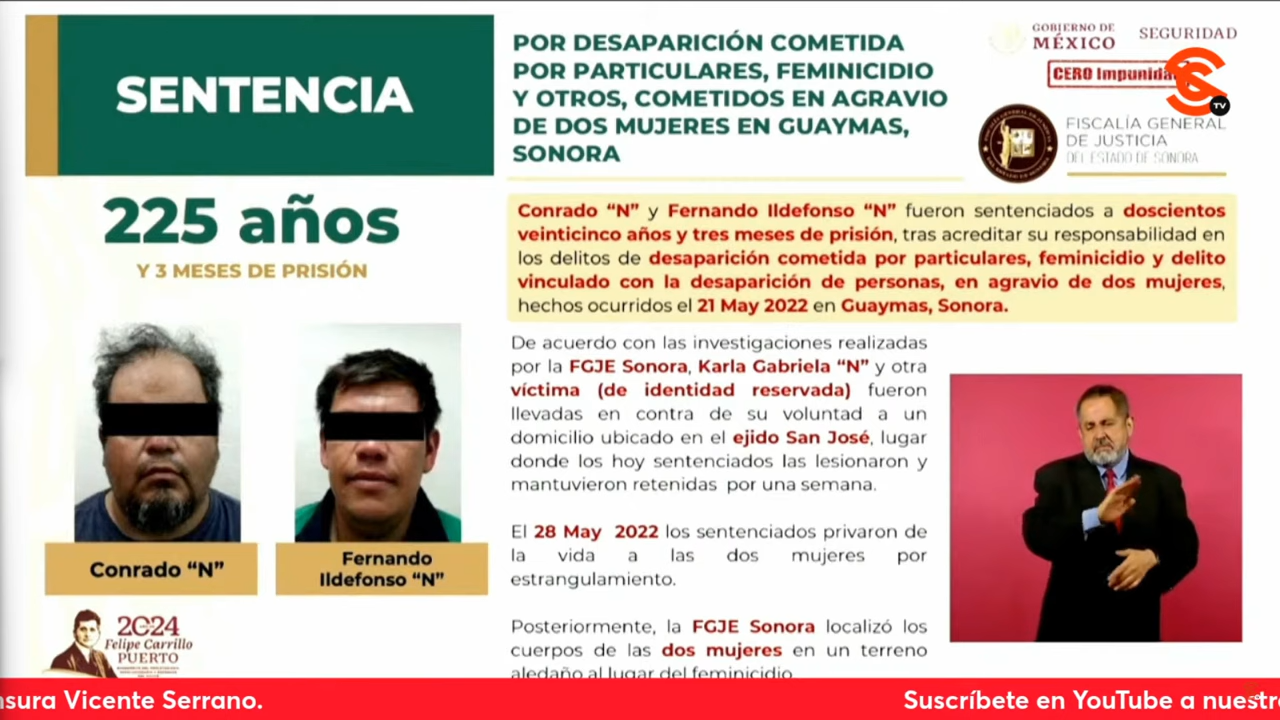 SENTENCIA
225 años
Y 3 MESES DE PRISIÓN
Conrado “N”
Fernando
Ildefonso “N”
2024
Felipe Carrillo
PUERTO
POR DESAPARICIÓN COMETIDA
POR PARTICULARES, FEMINICIDIO
Y OTROS, COMETIDOS EN AGRAVIO
DE DOS MUJERES EN GUAYMAS,
SONORA
GOBIERNO DE
MÉXICO
SEGURIDAD
CERO Impunida
TV
FISCALÍA GENERAL
DE JUSTICIA
DEL ESTADO DE SONORA
Conrado “N” y Fernando Ildefonso “N” fueron sentenciados a doscientos
veinticinco años y tres meses de prisión, tras acreditar su responsabilidad en
los delitos de desaparición cometida por particulares, feminicidio y delito
vinculado con la desaparición de personas, en agravio de dos mujeres,
hechos ocurridos el 21 May 2022 en Guaymas, Sonora.
De acuerdo con las investigaciones realizadas
por la FGJE Sonora, Karla Gabriela “N” y otra
víctima (de identidad reservada) fueron
llevadas en contra de su voluntad a un
domicilio ubicado en el ejido San José, lugar
donde los hoy sentenciados las lesionaron y
mantuvieron retenidas por una semana.
El 28 May 2022 los sentenciados privaron de
la vida a las dos mujeres por
estrangulamiento.
Posteriormente, la FGJE Sonora localizó los
cuerpos de las dos mujeres en un terreno
aledaño al lugar del feminicidio.
nsura Vicente Serrano.
Suscríbete en YouTube a nuestr